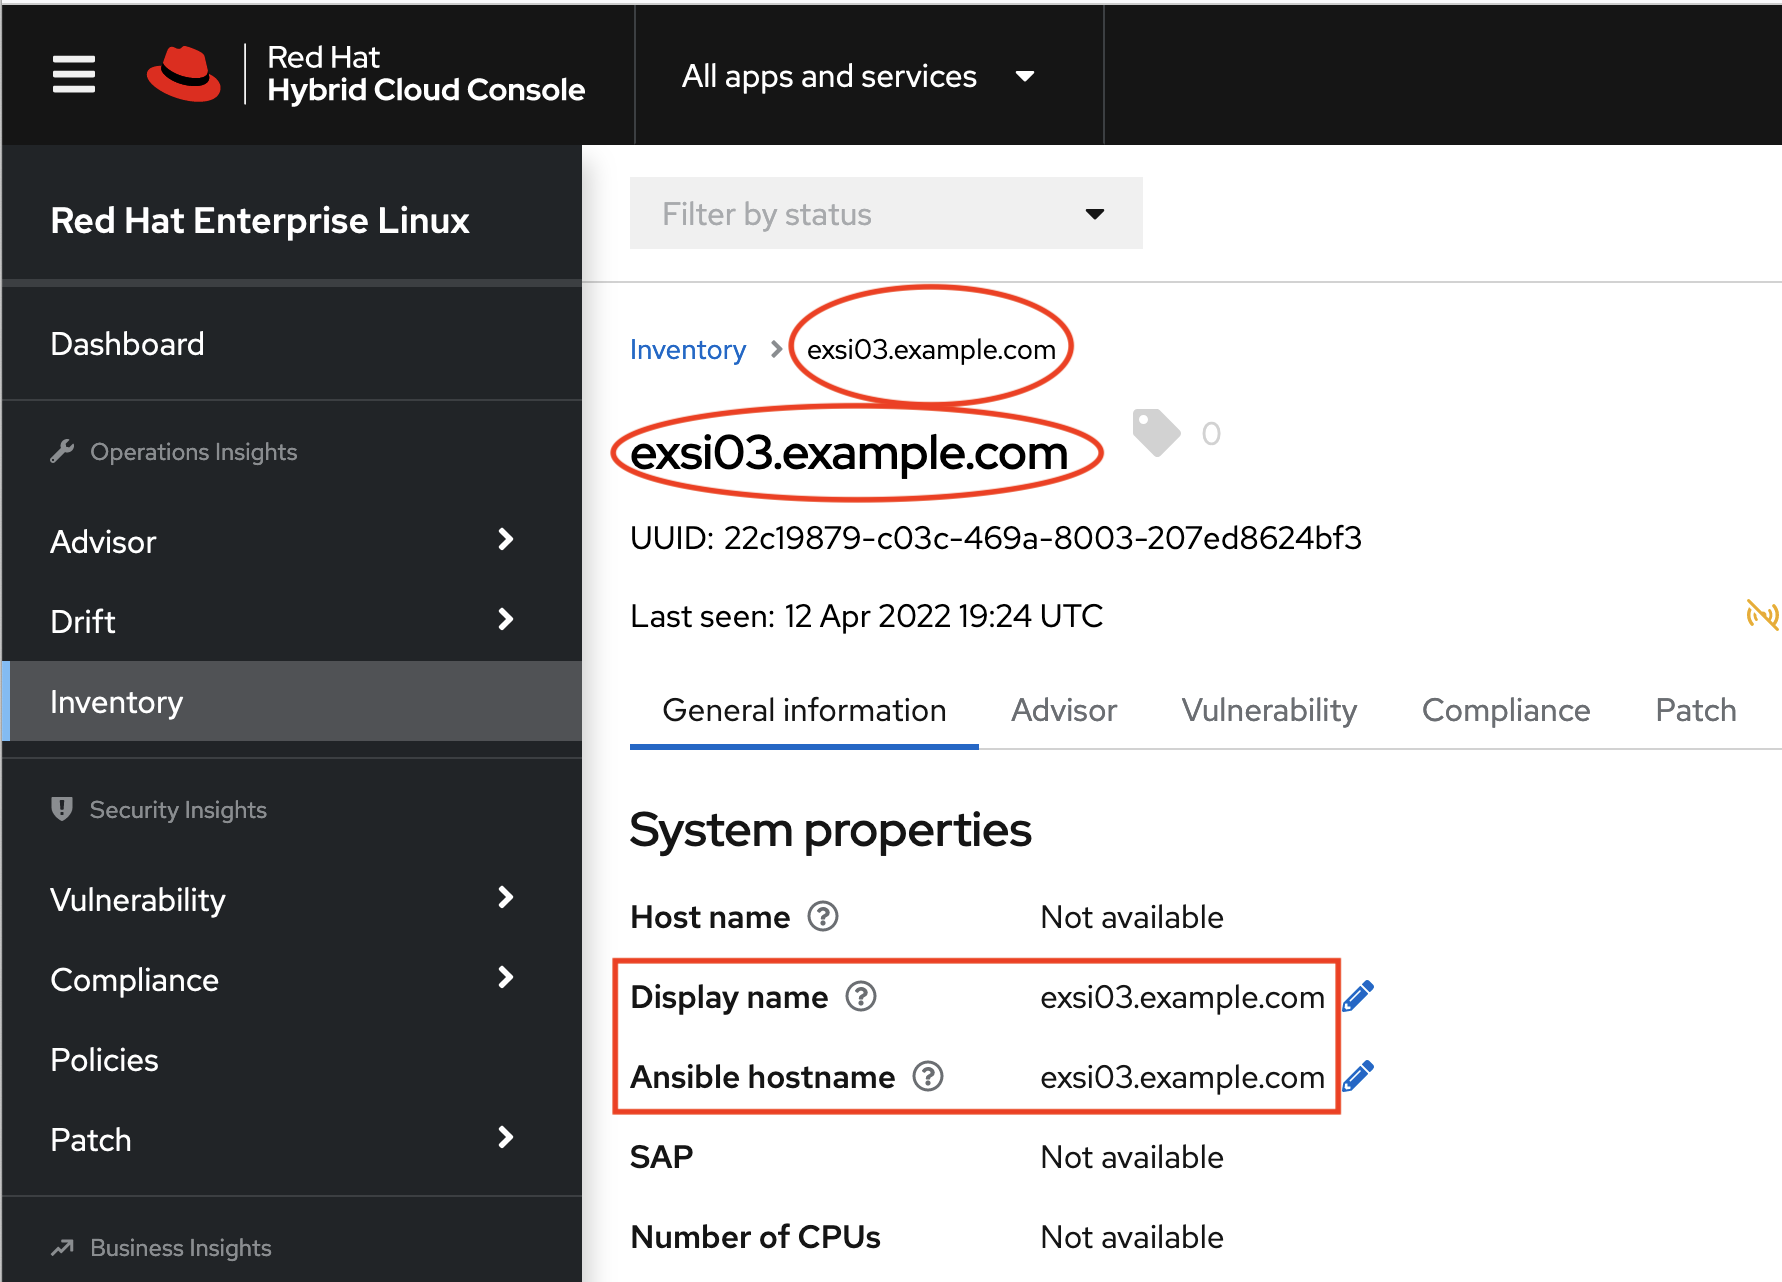 Red Hat
Hybrid Cloud Console
All apps and services
Red Hat Enterprise Linux
Dashboard
Operations Insights
Advisor
Drift
Inventory
Security Insights
Vulnerability
Compliance
Policies
Patch
Business Insights
Filter by status
Inventory > exsi03.example.com
exsi03.example.com 0
UUID: 22c19879-c03c-469a-8003-207ed8624bf3
Last seen: 12 Apr 2022 19:24 UTC
General information Advisor Vulnerability Compliance Patch
System properties
Host name ? Not available
Display name ? exsi03.example.com
Ansible hostname ? exsi03.example.com
SAP Not available
Number of CPUs Not available